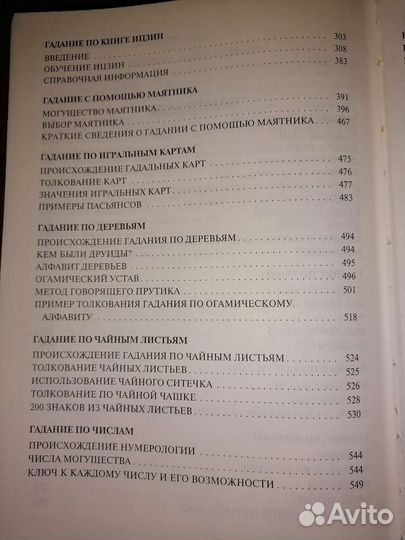 ГАДАНИЕ ПО КНИГЕ ИЦЗИН 303
ВВЕДЕНИЕ 308
ОБУЧЕНИЕ ИЦЗИН 383
СПРАВОЧНАЯ ИНФОРМАЦИЯ
ГАДАНИЕ С ПОМОЩЬЮ МАЯТНИКА 391
МОГУЩЕСТВО МАЯТНИКА 396
ВЫБОР МАЯТНИКА 467
КРАТКИЕ СВЕДЕНИЯ О ГАДАНИИ С ПОМОЩЬЮ МАЯТНИКА
ГАДАНИЕ ПО ИГРАЛЬНЫМ КАРТАМ
ПРОИСХОЖДЕНИЕ ГАДАЛЬНЫХ КАРТ 475
ТОЛКОВАНИЕ КАРТ 476
ЗНАЧЕНИЯ ИГРАЛЬНЫХ КАРТ 477
ПРИМЕРЫ ПАСЬЯНСОВ 483
ГАДАНИЕ ПО ДЕРЕВЬЯМ
ПРОИСХОЖДЕНИЕ ГАДАНИЯ ПО ДЕРЕВЬЯМ 494
КЕМ БЫЛИ ДРУИДЫ? 494
АЛФАВИТ ДЕРЕВЬЕВ 495
ОГАМИЧЕСКИЙ УСТАВ 496
МЕТОД ГОВОРЯЩЕГО ПРУТИКА 501
ПРИМЕР ТОЛКОВАНИЯ ГАДАНИЯ ПО ОГАМИЧЕСКОМУ
АЛФАВИТУ 518
ГАДАНИЕ ПО ЧАЙНЫМ ЛИСТЬЯМ
ПРОИСХОЖДЕНИЕ ГАДАНИЯ ПО ЧАЙНЫМ ЛИСТЬЯМ 524
ТОЛКОВАНИЕ ЧАЙНЫХ ЛИСТЬЕВ 525
ИСПОЛЬЗОВАНИЕ ЧАЙНОГО СИТЕЧКА 526
ТОЛКОВАНИЕ ПО ЧАЙНОЙ ЧАШКЕ 528
200 ЗНАКОВ ИЗ ЧАЙНЫХ ЛИСТЬЕВ 530
ГАДАНИЕ ПО ЧИСЛАМ
ПРОИСХОЖДЕНИЕ НУМЕРОЛОГИИ 544
ЧИСЛА МОГУЩЕСТВА 544
КЛЮЧ К КАЖДОМУ ЧИСЛУ И ЕГО ВОЗМОЖНОСТИ 549
Avito